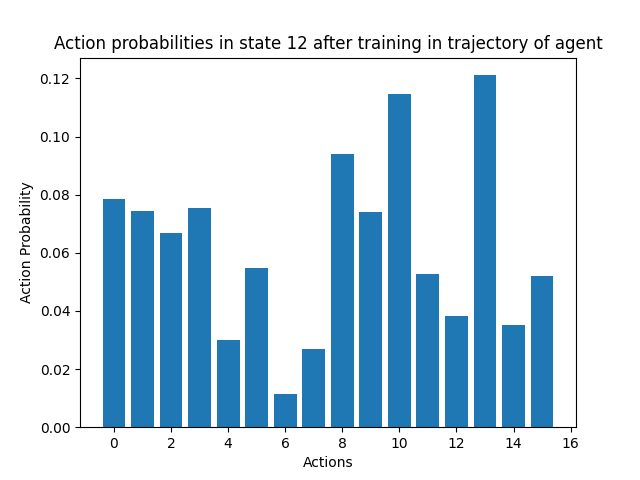 Action probabilities in state 12 after training in trajectory of agent
0.12
0.10
0.08
0.06
0.04
0.02
0.00
Action Probability
0 2 4 6 8 10 12 14 16
Actions